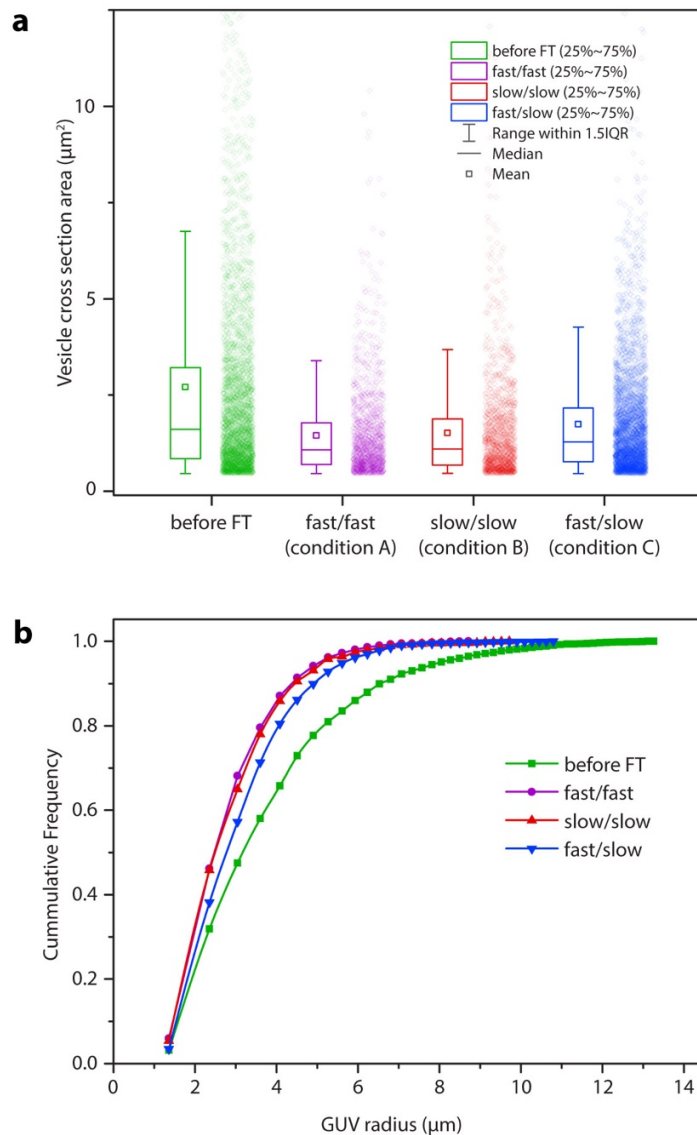 a
before FT (25%~75%)
fast/fast (25%~75%)
slow/slow (25%~75%)
fast/slow (25%~75%)
Range within 1.5IQR
Median
Mean
Vesicle cross section area (μm²)
10
5
0
before FT
fast/fast
(condition A)
slow/slow
(condition B)
fast/slow
(condition C)
b
1.0
0.8
0.6
0.4
0.2
0.0
Cummulative Frequency
before FT
fast/fast
slow/slow
fast/slow
0 2 4 6 8 10 12 14
GUV radius (μm)